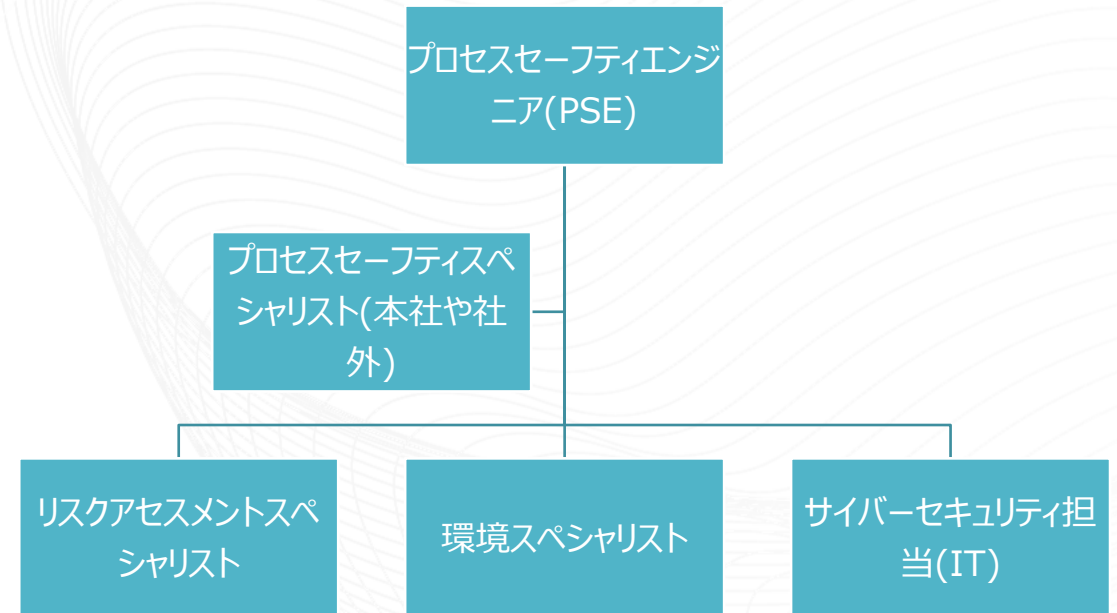 プロセスセーフティエンジ
ニア(PSE)
プロセスセーフティスペ
シャリスト(本社や社
外)
リスクアセスメントスペ
シャリスト
環境スペシャリスト
サイバーセキュリティ担
当(IT)